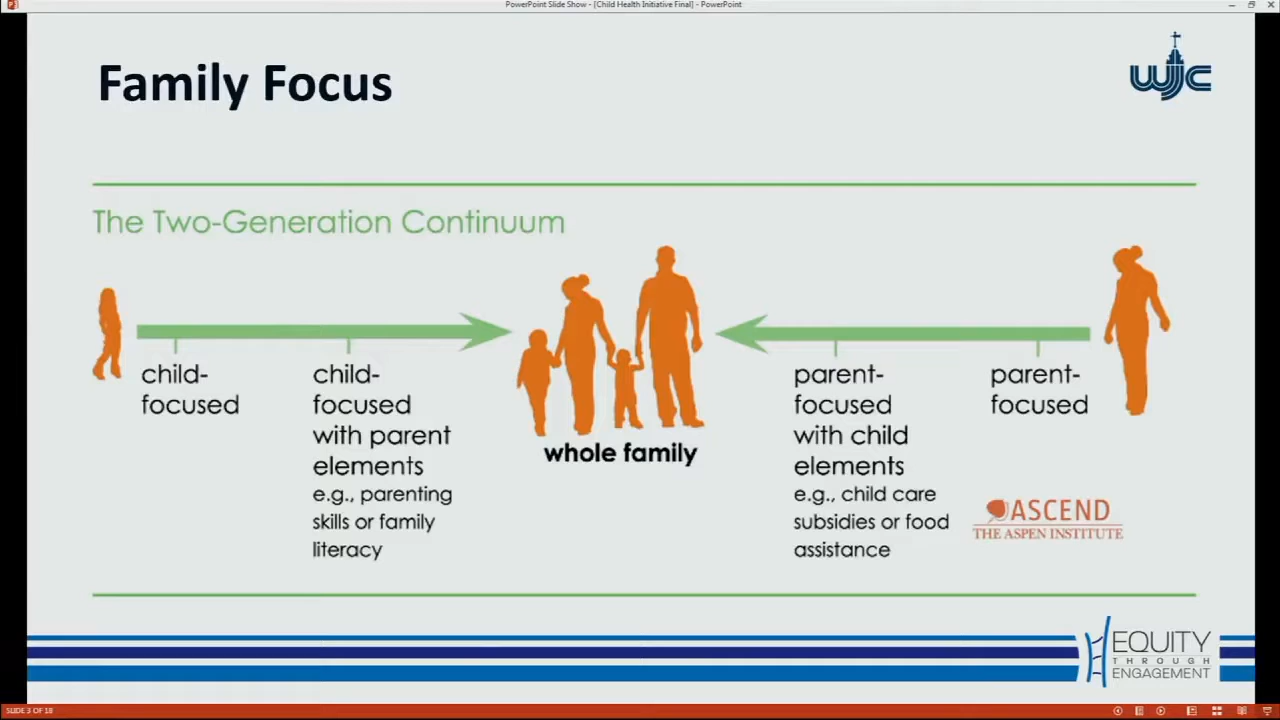 PowerPoint Slide Show - [Child Health Initiative Final] - PowerPoint
Family Focus
WJC
The Two-Generation Continuum
child-
focused
child-
focused
with parent
elements
e.g., parenting
skills or family
literacy
whole family
parent-
focused
with child
elements
e.g., child care
subsidies or food
assistance
parent-
focused
ASCEND
THE ASPEN INSTITUTE
EQUITY
THROUGH
ENGAGEMENT
SLIDE 3 OF 18